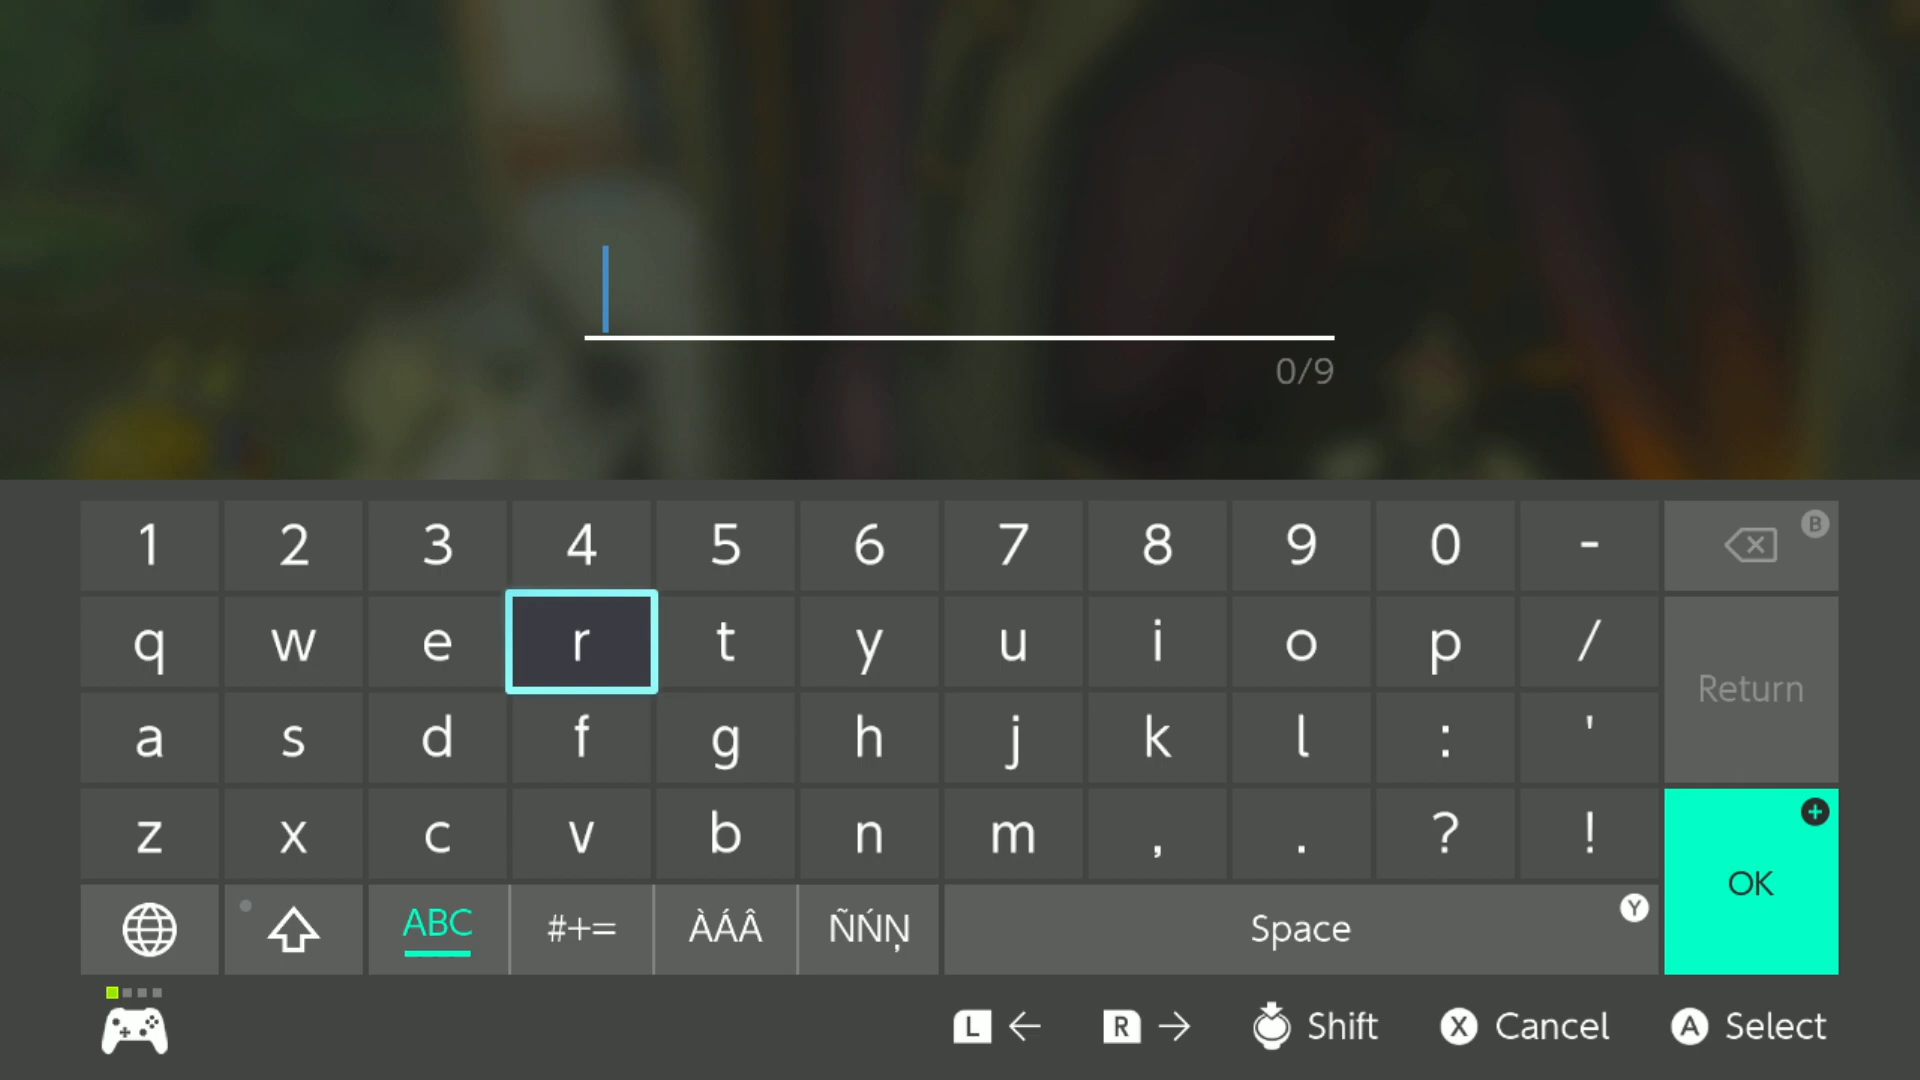 0/9
1 2 3 4 5 6 7 8 9 0 - B
q w e r t y u i o p /
Return
a s d f g h j k l : '
z x c v b n m , . ? ! +
OK
ABC #+= ÀÁÂ ÑŃŅ Space Y
L ← R → Shift X Cancel A Select